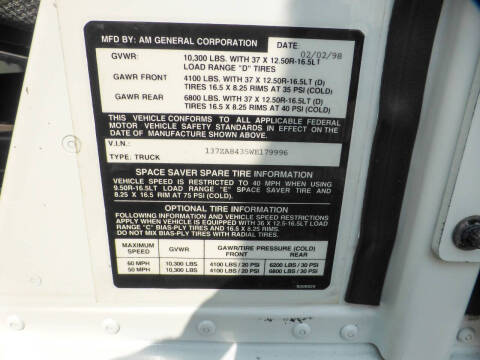 MFD BY: AM GENERAL CORPORATION DATE: 02/02/98
GVWR: 10,300 LBS. WITH 37 X 12.50R-16.5LT
LOAD RANGE "D" TIRES
GAWR FRONT 4100 LBS. WITH 37 X 12.50R-16.5LT (D)
TIRES 16.5 X 8.25 RIMS AT 35 PSI (COLD)
GAWR REAR 6800 LBS. WITH 37 X 12.50R-16.5LT (D)
TIRES 16.5 X 8.25 RIMS AT 40 PSI (COLD)
THIS VEHICLE CONFORMS TO ALL APPLICABLE FEDERAL
MOTOR VEHICLE SAFETY STANDARDS IN EFFECT ON THE
DATE OF MANUFACTURE SHOWN ABOVE.
V.I.N.: 137ZA8435WE179996
TYPE: TRUCK
SPACE SAVER SPARE TIRE INFORMATION
VEHICLE SPEED IS RESTRICTED TO 40 MPH WHEN USING
9.50R-16.5LT LOAD RANGE "E" SPACE SAVER TIRE AND
8.25 X 16.5 RIM AT 75 PSI (COLD).
OPTIONAL TIRE INFORMATION
FOLLOWING INFORMATION AND VEHICLE SPEED RESTRICTIONS
APPLY WHEN VEHICLE IS EQUIPPED WITH 36 X 12.5-16.5LT LOAD
RANGE "C" BIAS-PLY TIRES AND 16.5 X 8.25 RIMS.
DO NOT MIX BIAS-PLY TIRES WITH RADIAL TIRES.
MAXIMUM SPEED GVWR GAWR/TIRE PRESSURE (COLD)
FRONT REAR
60 MPH 10,300 LBS 4100 LBS / 20 PSI 6200 LBS / 30 PSI
50 MPH 10,300 LBS 4100 LBS / 20 PSI 6800 LBS / 30 PSI